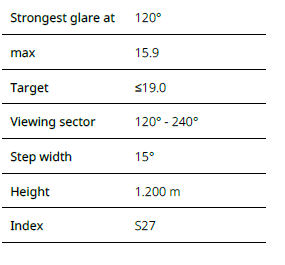 Strongest glare at 120°
max 15.9
Target ≤19.0
Viewing sector 120° - 240°
Step width 15°
Height 1.200 m
Index S27